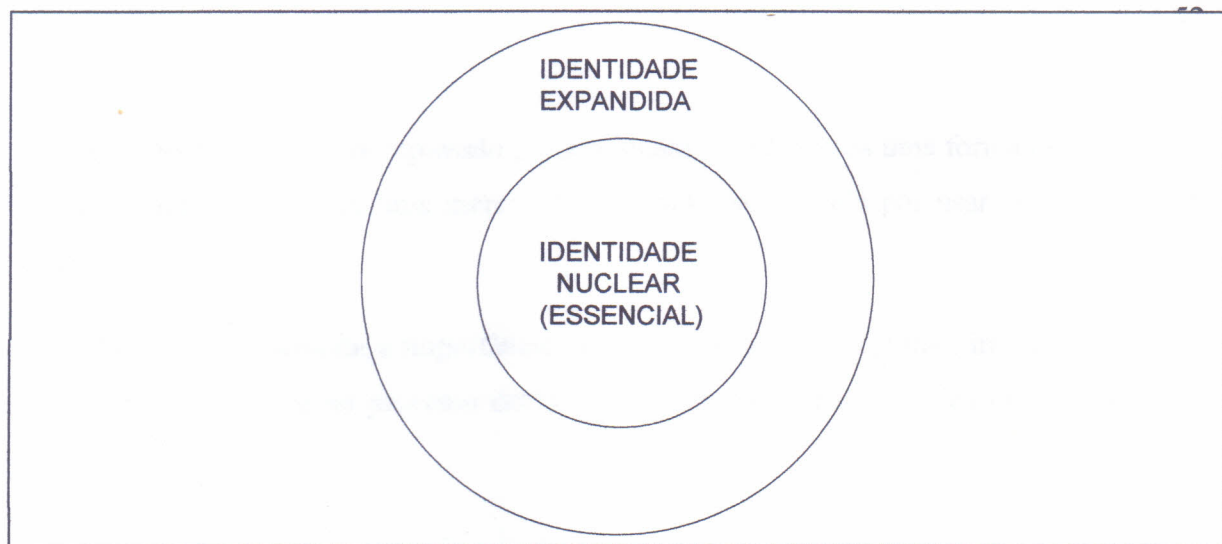 IDENTIDADE
EXPANDIDA
IDENTIDADE
NUCLEAR
(ESSENCIAL)